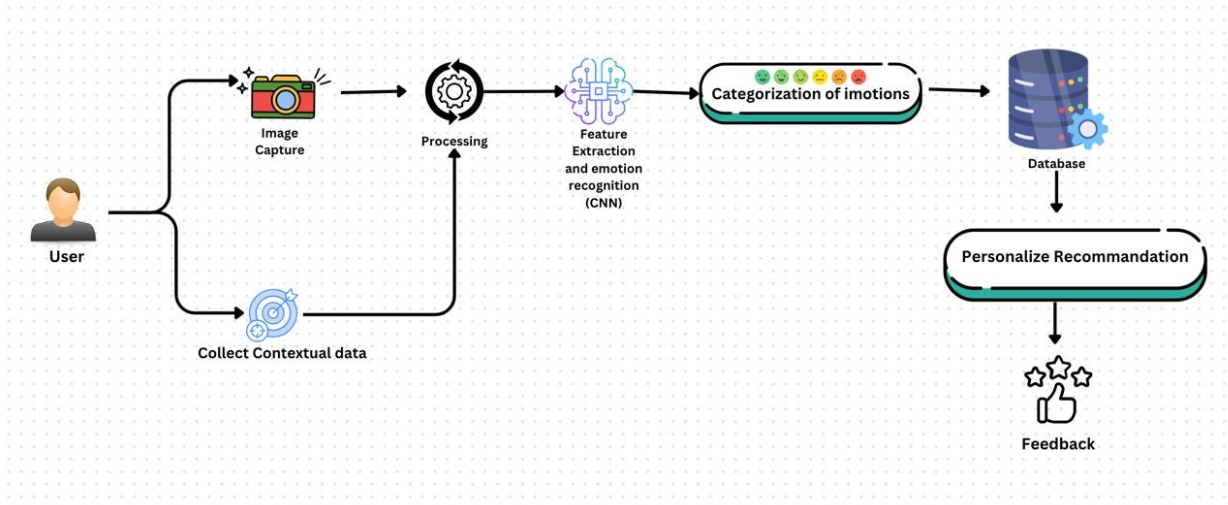 Image
Capture
Processing
Feature
Extraction
and emotion
recognition
(CNN)
Categorization of imotions
Database
User
Collect Contextual data
Personalize Recommandation
Feedback